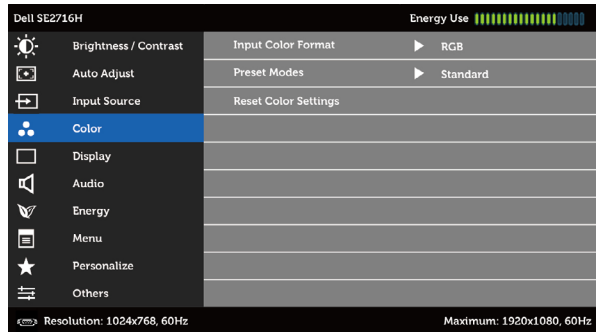 Dell SE2716H Energy Use
Brightness / Contrast Input Color Format RGB
Auto Adjust Preset Modes Standard
Input Source Reset Color Settings
Color
Display
Audio
Energy
Menu
Personalize
Others
Resolution: 1024x768, 60Hz Maximum: 1920x1080, 60Hz